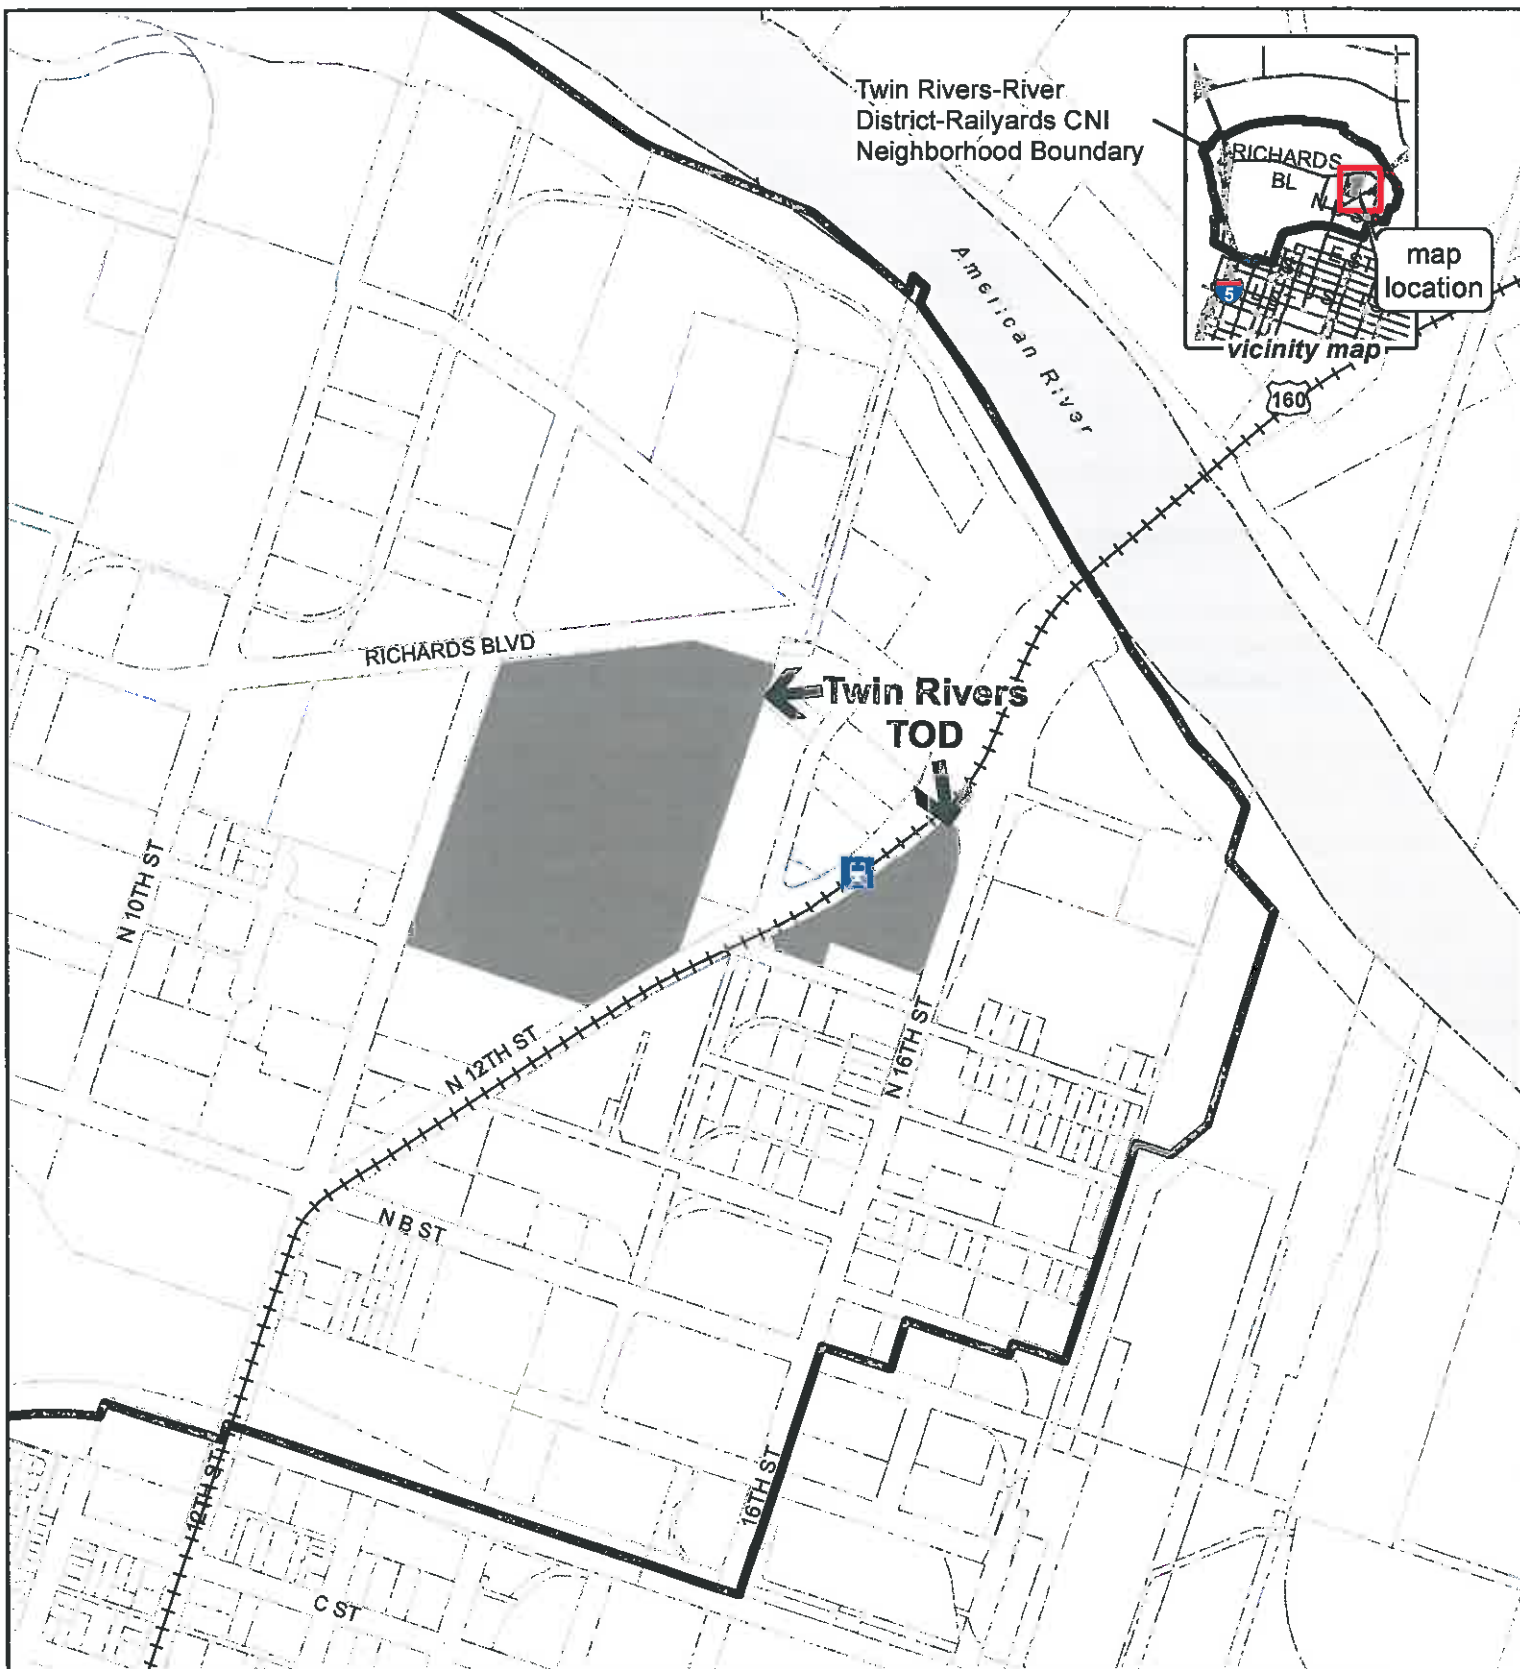 Twin Rivers-River
District-Railyards CNI
Neighborhood Boundary
RICHARDS
BL
map
location
5
vicinity map
American River
160
RICHARDS BLVD
Twin Rivers
TOD
N 10TH ST
N 12TH ST
N 16TH ST
N B ST
12TH ST
16TH ST
C ST